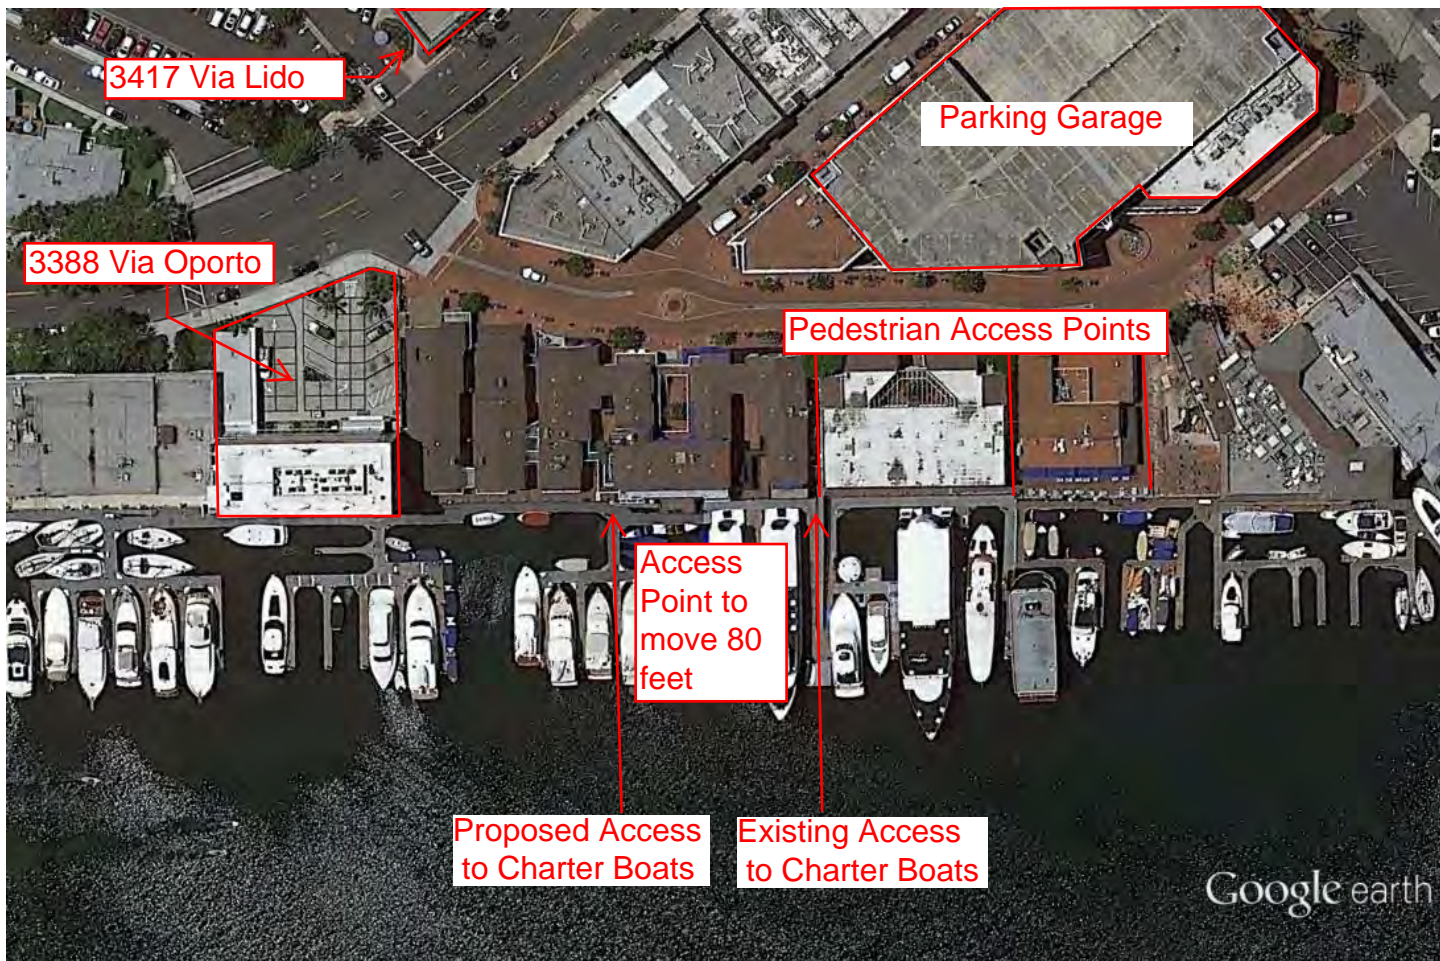 3417 Via Lido
Parking Garage
3388 Via Oporto
Pedestrian Access Points
Access
Point to
move 80
feet
Proposed Access
to Charter Boats
Existing Access
to Charter Boats
Google earth